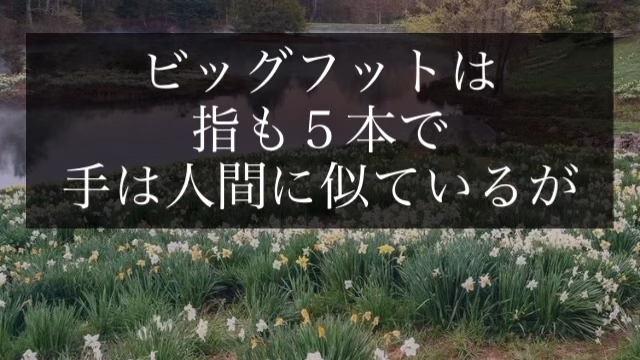 ビッグフットは
指も５本で
手は人間に似ているが